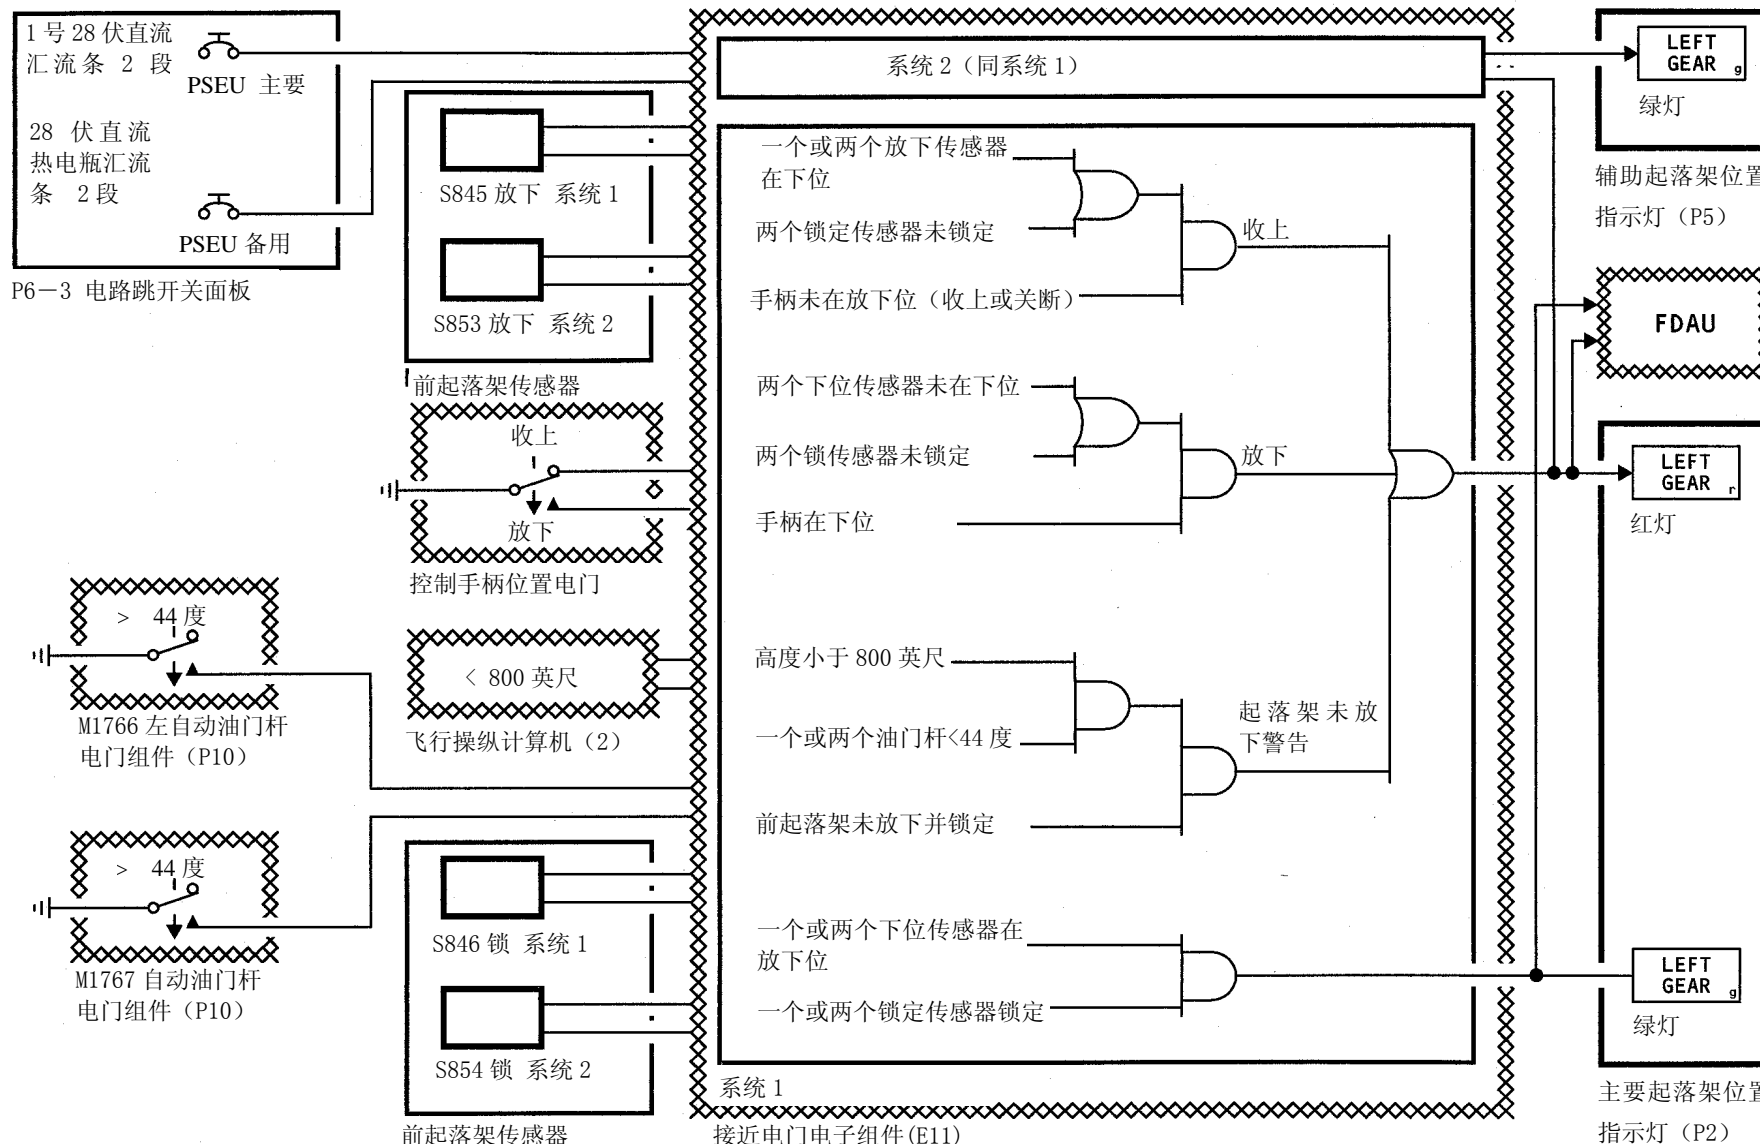 1 号 28 伏直流
汇流条 2 段
PSEU 主要
28 伏直流
热电瓶汇流
条 2段
PSEU 备用
P6－3 电路跳开关面板
S845 放下 系统 1
S853 放下 系统 2
前起落架传感器
收上
放下
控制手柄位置电门
> 44 度
M1766 左自动油门杆
电门组件（P10）
< 800 英尺
飞行操纵计算机（2）
> 44 度
M1767 自动油门杆
电门组件（P10）
S846 锁 系统 1
S854 锁 系统 2
前起落架传感器
系统 2（同系统 1）
一个或两个放下传感器
在下位
两个锁定传感器未锁定
手柄未在放下位（收上或关断）
收上
两个下位传感器未在下位
两个锁传感器未锁定
手柄在下位
放下
高度小于 800 英尺
一个或两个油门杆<44 度
前起落架未放下并锁定
起落架未放
下警告
一个或两个下位传感器在
放下位
一个或两个锁定传感器锁定
系统 1
接近电门电子组件(E11)
LEFT
GEAR g
绿灯
辅助起落架位置
指示灯（P5）
FDAU
LEFT
GEAR r
红灯
LEFT
GEAR g
绿灯
主要起落架位置
指示灯（P2）